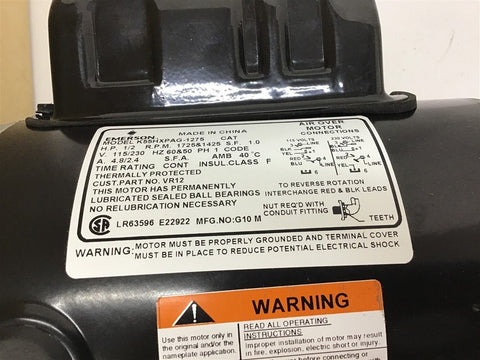 EMERSON
MADE IN CHINA
MODEL K55HXPAG-1275 CAT
H.P. 1/2 R.P.M. 1725&1425 S.F. 1.0
V. 115/230 HZ 60&50 PH 1 CODE
A. 4.8/2.4 S.F.A. AMB 40 °C
TIME RATING CONT INSUL.CLASS F
THERMALLY PROTECTED
CUST.PART NO. VR12
THIS MOTOR HAS PERMANENTLY
LUBRICATED SEALED BALL BEARINGS
NO RELUBRICATION NECESSARY
LR63596 E22922 MFG.NO:G10 M
AIR OVER
MOTOR
CONNECTIONS
115 VOLTS 230 VOLTS
TO REVERSE ROTATION
INTERCHANGE RED & BLK LEADS
NUT REQ'D WITH
CONDUIT FITTING
TEETH
WARNING: MOTOR MUST BE PROPERLY GROUNDED AND TERMINAL COVER
MUST BE IN PLACE TO REDUCE POTENTIAL ELECTRICAL SHOCK
WARNING
Use this motor only in
the original and/or the
nameplate application.
READ ALL OPERATING
INSTRUCTIONS
Improper installation of motor may result
in fire, explosion, electric short or injury.